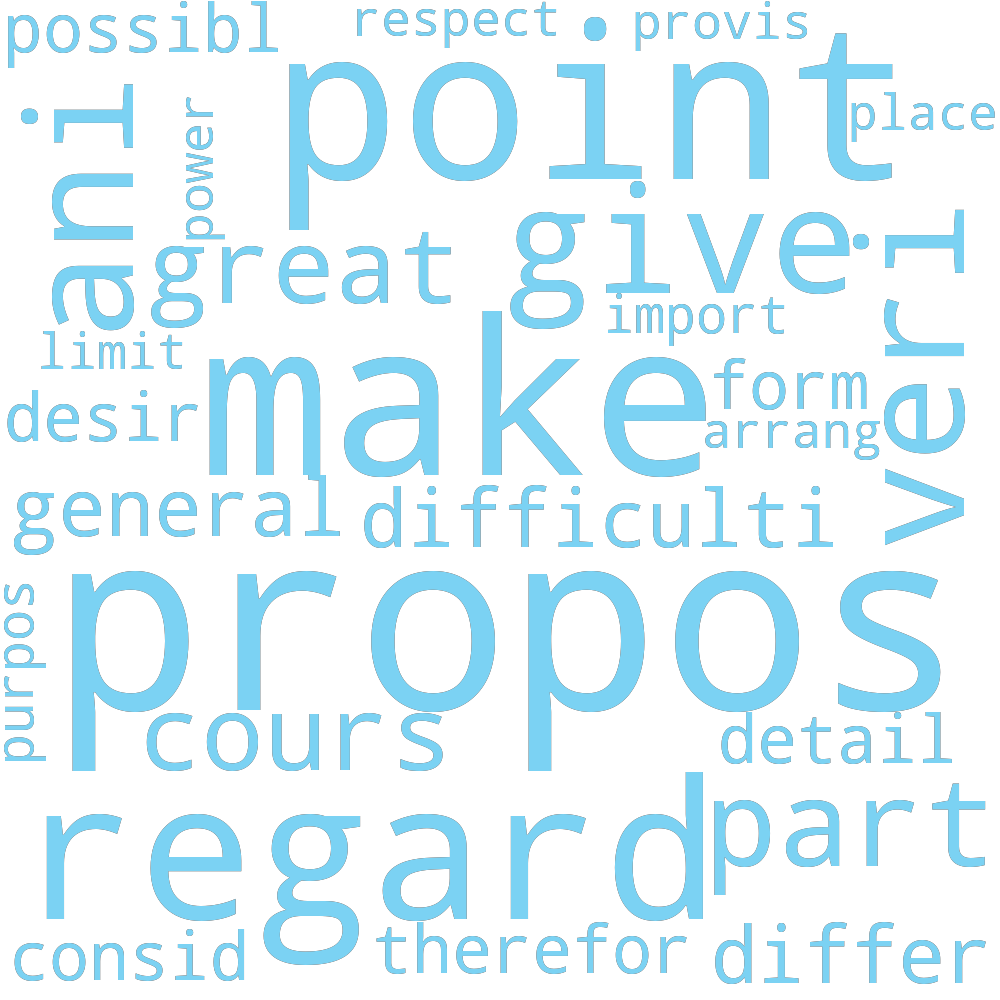 possibl
respect
provis
point
place
ani
power
great
give
veri
import
limit
make
form
desir
arrang
general
difficulti
propos
purpos
cours
detail
regard
part
consid
therefor
differ